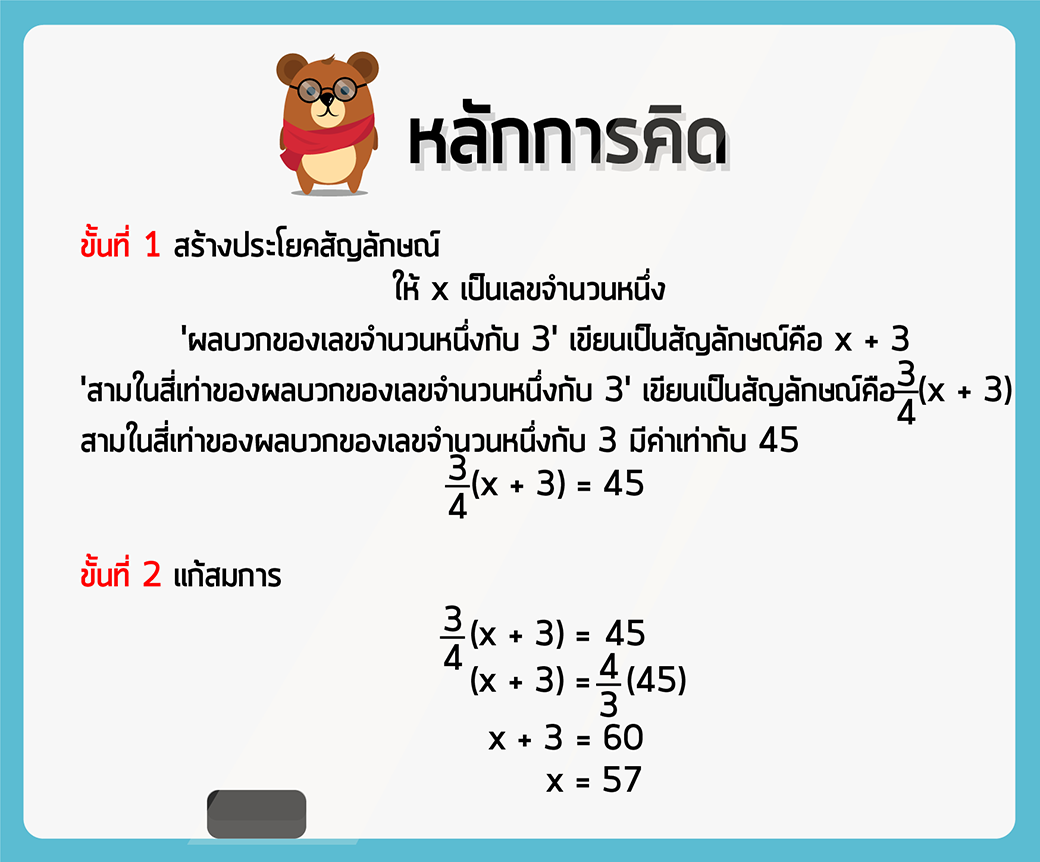 หลักการคิด
ขั้นที่ 1 สร้างประโยคสัญลักษณ์
ให้ x เป็นเลขจำนวนหนึ่ง
'ผลบวกของเลขจำนวนหนึ่งกับ 3' เขียนเป็นสัญลักษณ์คือ x + 3
'สามในสี่เท่าของผลบวกของเลขจำนวนหนึ่งกับ 3' เขียนเป็นสัญลักษณ์คือ 3/4(x + 3)
สามในสี่เท่าของผลบวกของเลขจำนวนหนึ่งกับ 3 มีค่าเท่ากับ 45
3/4(x + 3) = 45
ขั้นที่ 2 แก้สมการ
3/4(x + 3) = 45
(x + 3) = 4/3(45)
x + 3 = 60
x = 57